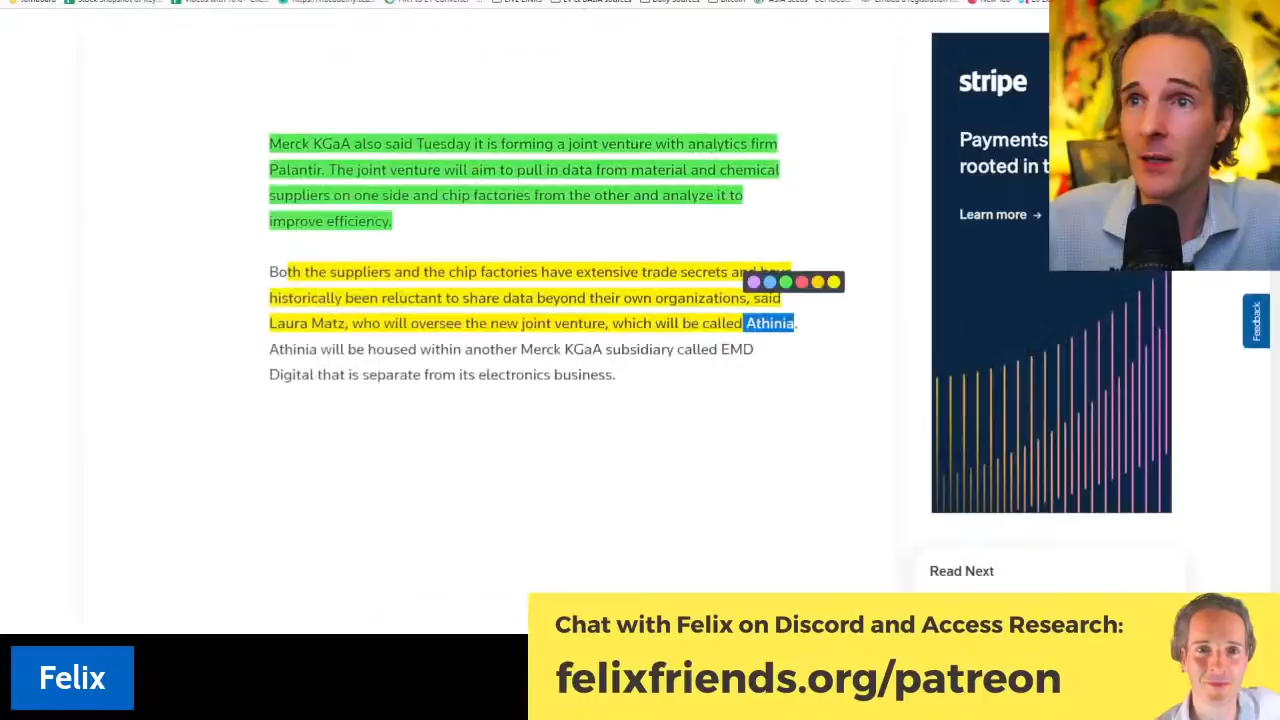 Merck KGaA also said Tuesday it is forming a joint venture with analytics firm
Palantir. The joint venture will aim to pull in data from material and chemical
suppliers on one side and chip factories from the other and analyze it to
improve efficiency.
Both the suppliers and the chip factories have extensive trade secrets and have
historically been reluctant to share data beyond their own organizations, said
Laura Matz, who will oversee the new joint venture, which will be called Athinia.
Athinia will be housed within another Merck KGaA subsidiary called EMD
Digital that is separate from its electronics business.
stripe
Payments
rooted in t
Learn more →
Feedback
Read Next
Chat with Felix on Discord and Access Research:
felixfriends.org/patreon
Felix